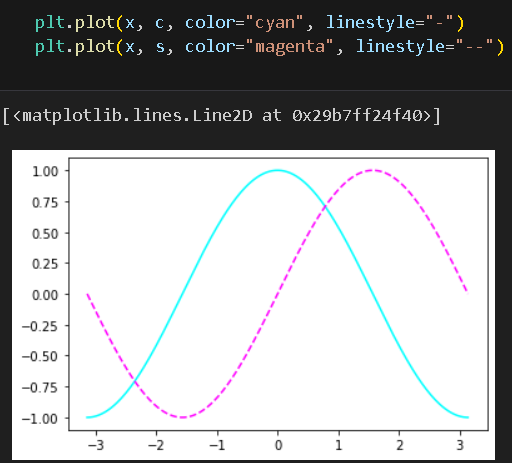 plt.plot(x, c, color="cyan", linestyle="-")
plt.plot(x, s, color="magenta", linestyle="--")
[<matplotlib.lines.Line2D at 0x29b7ff24f40>]
1.00
0.75
0.50
0.25
0.00
−0.25
−0.50
−0.75
−1.00
−3 −2 −1 0 1 2 3